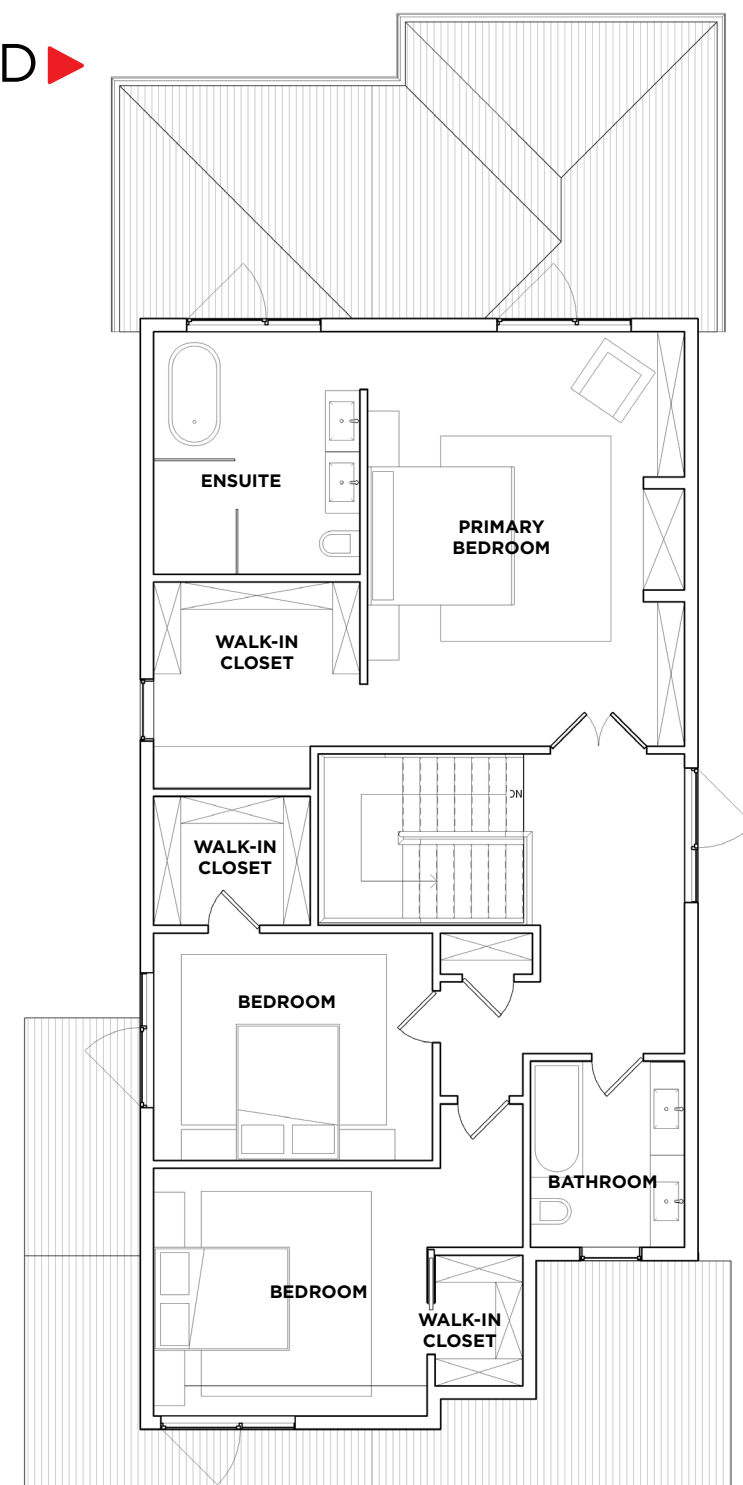 D
ENSUITE
PRIMARY
BEDROOM
WALK-IN
CLOSET
WALK-IN
CLOSET
BEDROOM
BATHROOM
BEDROOM
WALK-IN
CLOSET